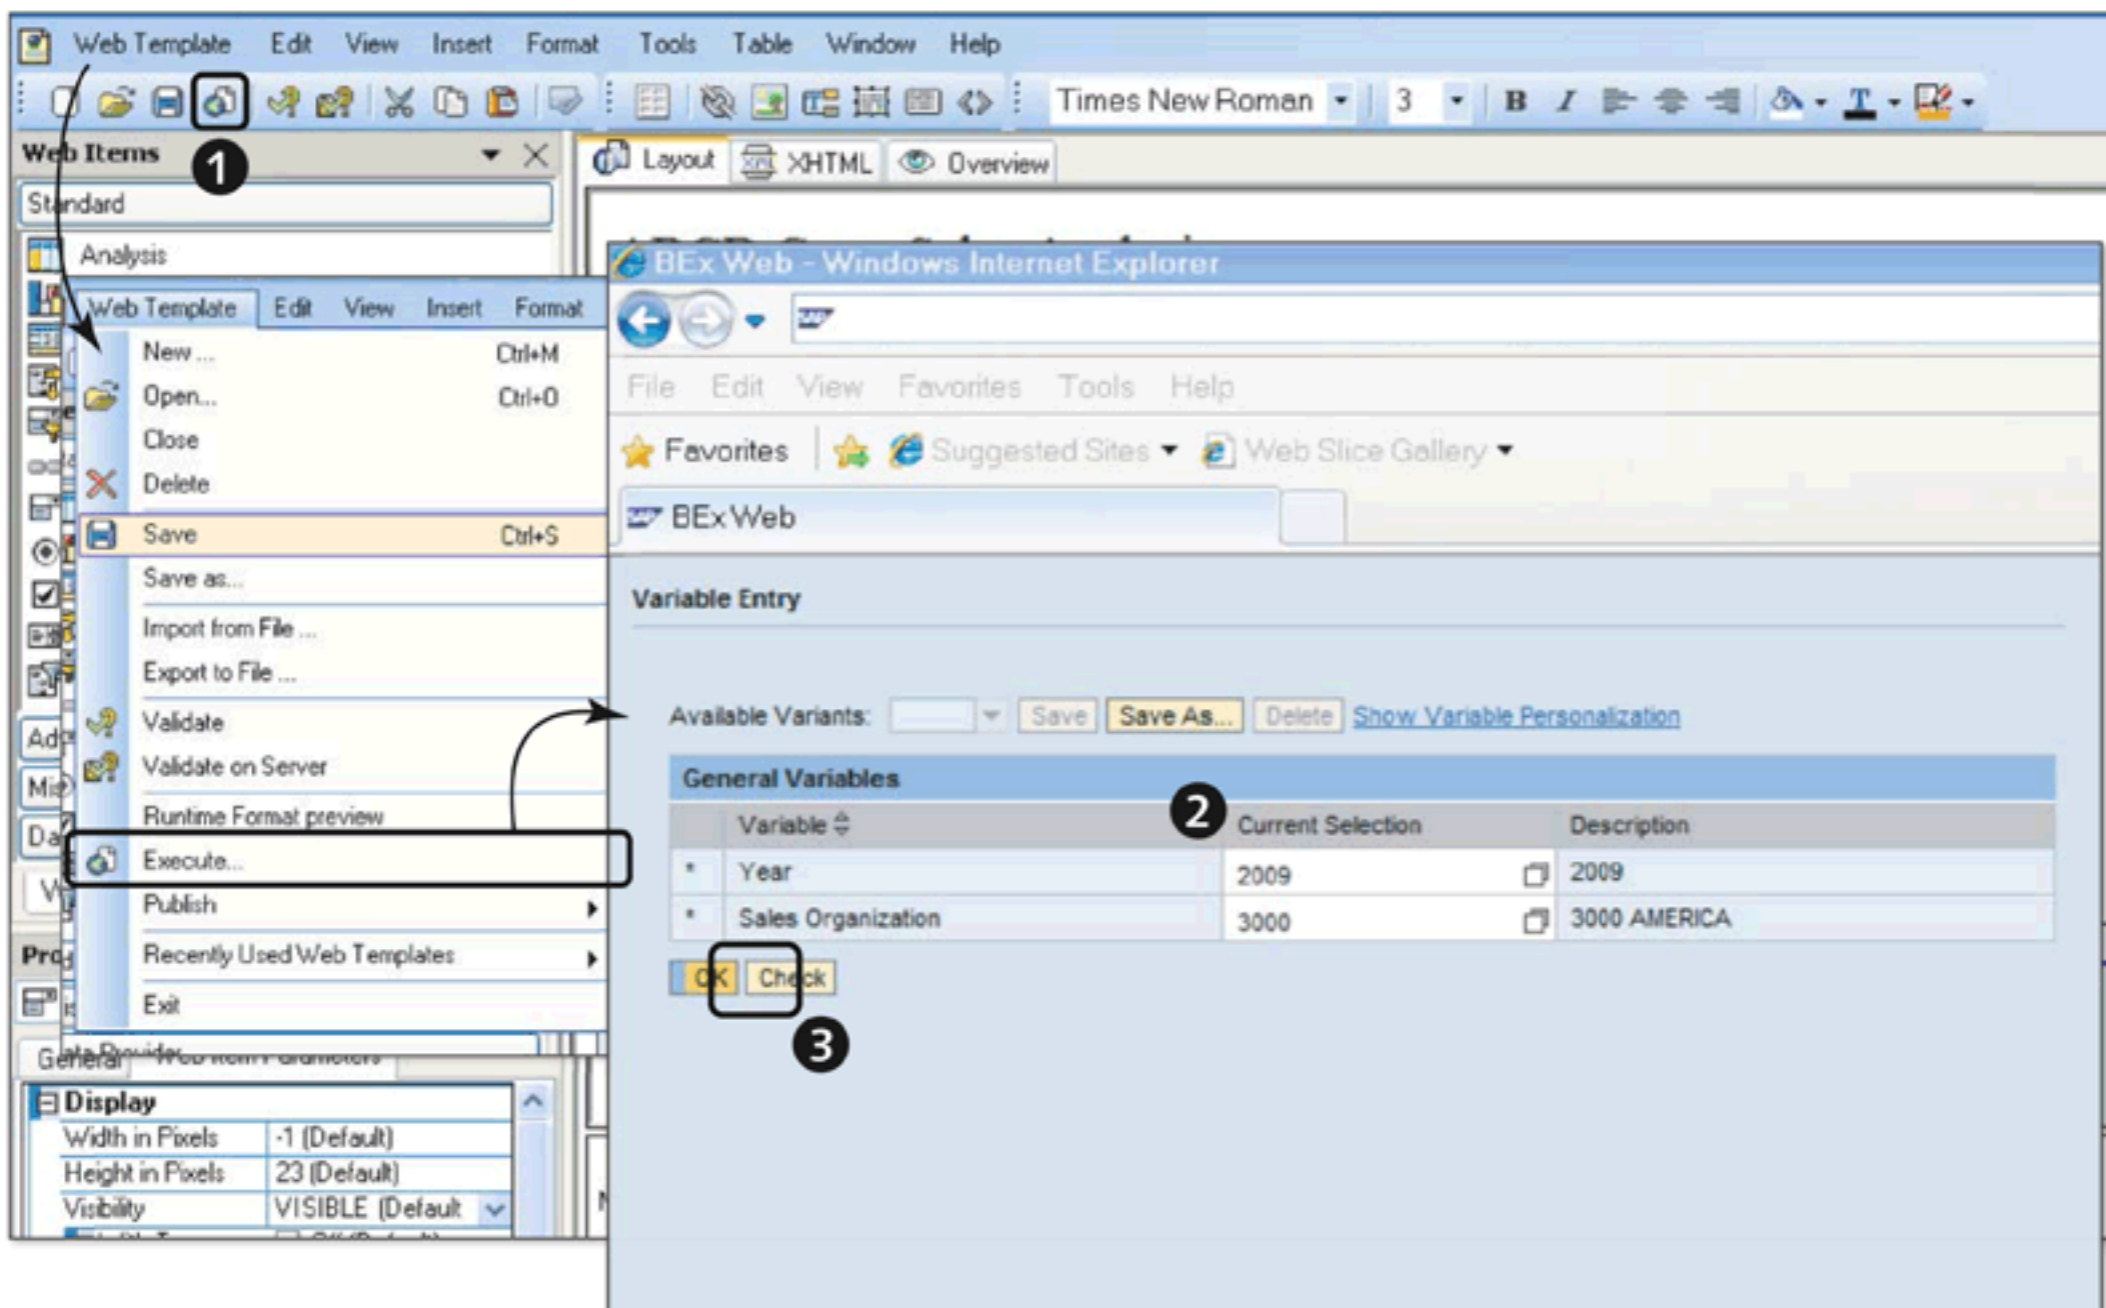 Web Template Edit View Insert Format Tools Table Window Help
Times New Roman 3 B I T
Web Items
1
Layout XHTML Overview
Standard
Analysis
BEx Web - Windows Internet Explorer
Web Template Edit View Insert Format
New ... Ctrl+M
Open... Ctrl+O
Close
Delete
Save Ctrl+S
Save as...
Import from File ...
Export to File ...
Validate
Validate on Server
Runtime Format preview
Execute...
Publish
Recently Used Web Templates
Exit
File Edit View Favorites Tools Help
Favorites Suggested Sites Web Slice Gallery
BEx Web
Variable Entry
Available Variants: Save Save As... Delete Show Variable Personalization
General Variables
2
Variable Current Selection Description
* Year 2009 2009
* Sales Organization 3000 3000 AMERICA
OK Check
3
General
Display
Width in Pixels -1 (Default)
Height in Pixels 23 (Default)
Visibility VISIBLE (Default